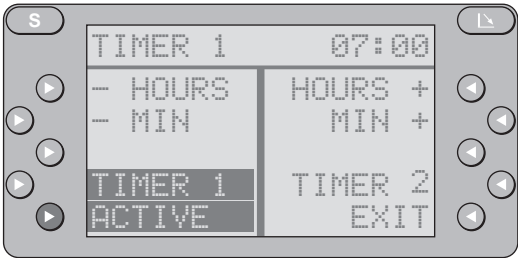 S
TIMER 1 07:00
- HOURS HOURS +
- MIN MIN +
TIMER 1 TIMER 2
ACTIVE EXIT